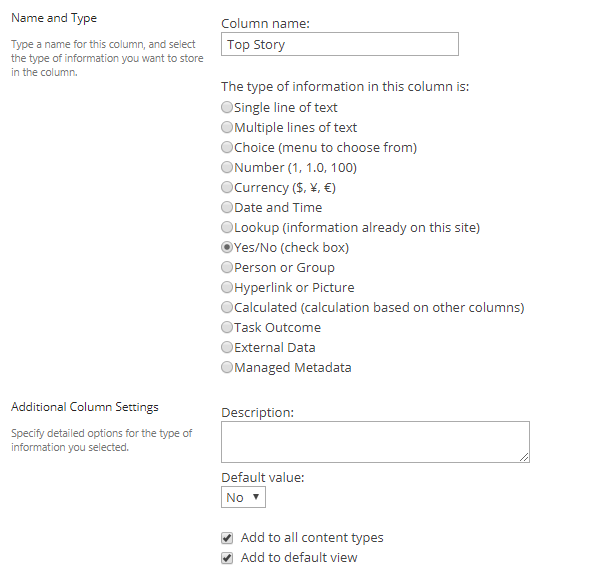 Name and Type
Type a name for this column, and select
the type of information you want to store
in the column.
Column name:
Top Story
The type of information in this column is:
Single line of text
Multiple lines of text
Choice (menu to choose from)
Number (1, 1.0, 100)
Currency ($, ¥, €)
Date and Time
Lookup (information already on this site)
Yes/No (check box)
Person or Group
Hyperlink or Picture
Calculated (calculation based on other columns)
Task Outcome
External Data
Managed Metadata
Additional Column Settings
Specify detailed options for the type of
information you selected.
Description:
Default value:
No
Add to all content types
Add to default view